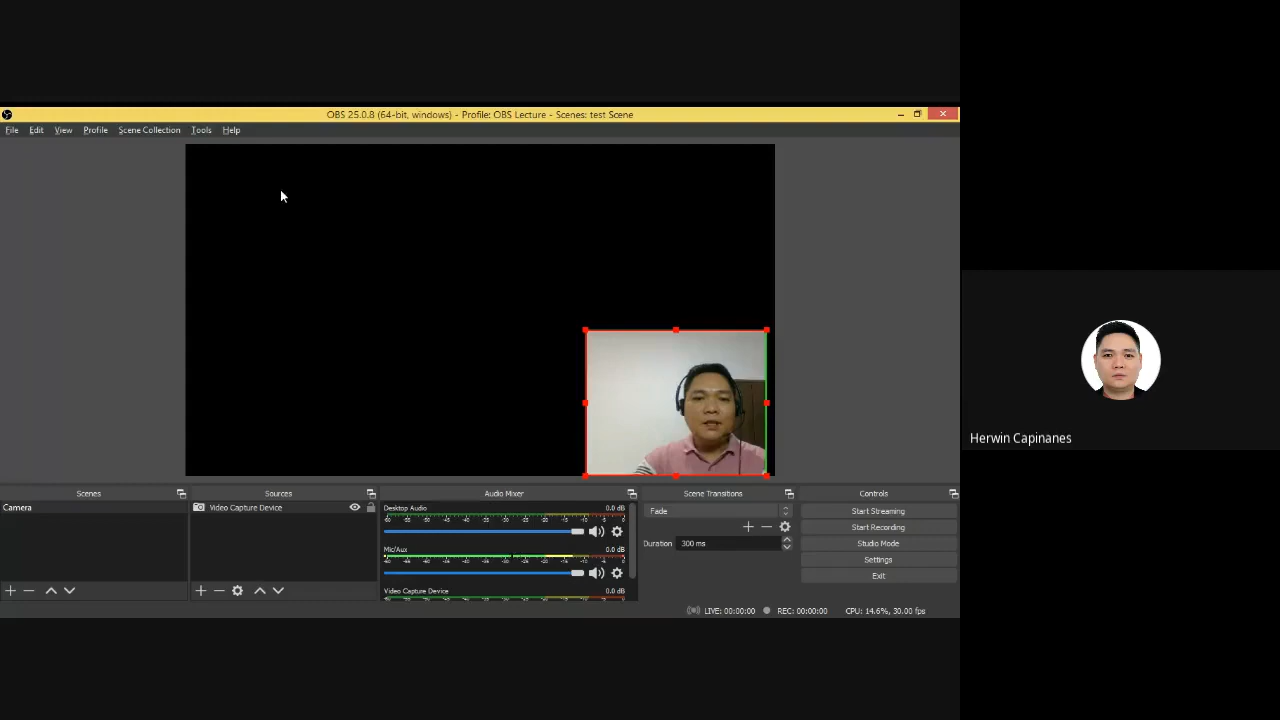 OBS 25.0.8 (64-bit, windows) - Profile: OBS Lecture - Scenes: test Scene
File Edit View Profile Scene Collection Tools Help
Scenes
Camera
Sources
Video Capture Device
Audio Mixer
Desktop Audio 0.0 dB
Mic/Aux 0.0 dB
Video Capture Device 0.0 dB
Scene Transitions
Fade
Duration 300 ms
Controls
Start Streaming
Start Recording
Studio Mode
Settings
Exit
LIVE: 00:00:00 REC: 00:00:00 CPU: 14.6%, 30.00 fps
Herwin Capinanes